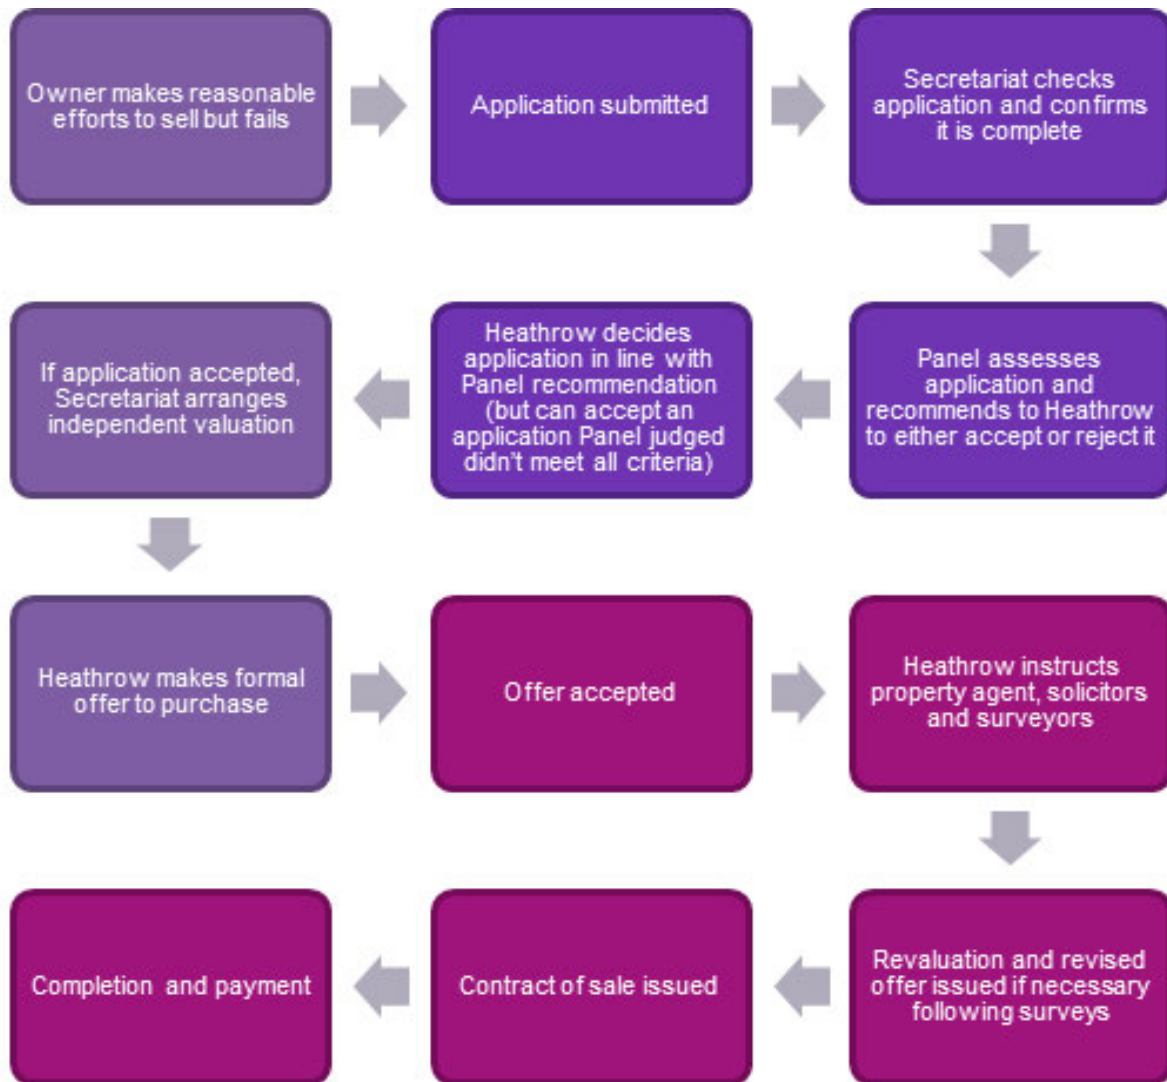 Owner makes reasonable
efforts to sell but fails
Application submitted
Secretariat checks
application and confirms
it is complete
Panel assesses
application and
recommends to Heathrow
to either accept or reject it
Heathrow decides
application in line with
Panel recommendation
(but can accept an
application Panel judged
didn't meet all criteria)
If application accepted,
Secretariat arranges
independent valuation
Heathrow makes formal
offer to purchase
Offer accepted
Heathrow instructs
property agent, solicitors
and surveyors
Revaluation and revised
offer issued if necessary
following surveys
Contract of sale issued
Completion and payment